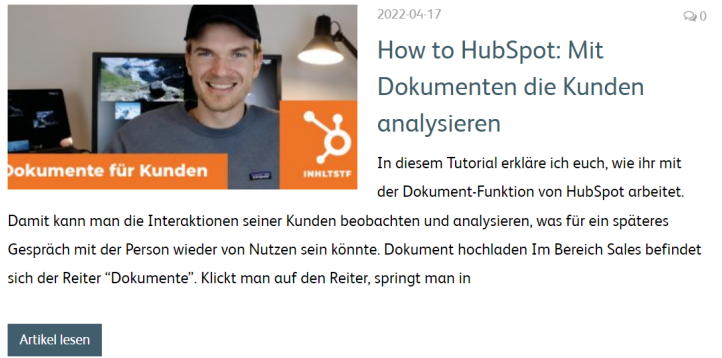 2022-04-17
0
How to HubSpot: Mit
Dokumenten die Kunden
analysieren
Dokumente für Kunden
INHLTSTF
In diesem Tutorial erkläre ich euch, wie ihr mit
der Dokument-Funktion von HubSpot arbeitet.
Damit kann man die Interaktionen seiner Kunden beobachten und analysieren, was für ein späteres
Gespräch mit der Person wieder von Nutzen sein könnte. Dokument hochladen Im Bereich Sales befindet
sich der Reiter “Dokumente”. Klickt man auf den Reiter, springt man in
Artikel lesen